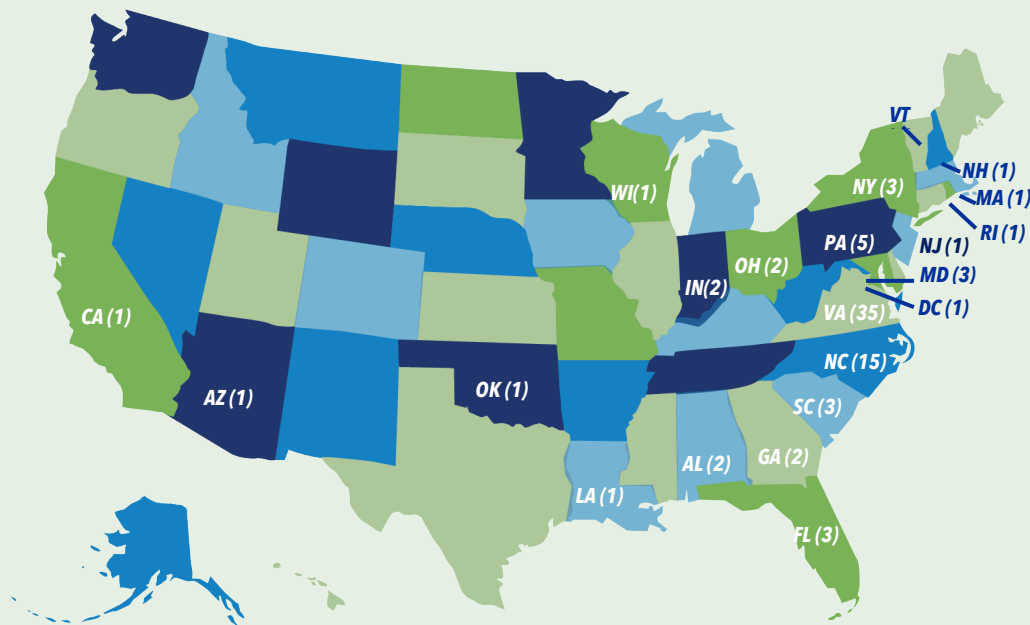 VT
NH (1)
WI(1)
NY (3)
MA (1)
RI (1)
PA (5)
NJ (1)
OH (2)
MD (3)
IN(2)
DC (1)
CA (1)
VA (35)
NC (15)
OK (1)
AZ (1)
SC (3)
GA (2)
AL (2)
LA (1)
FL (3)